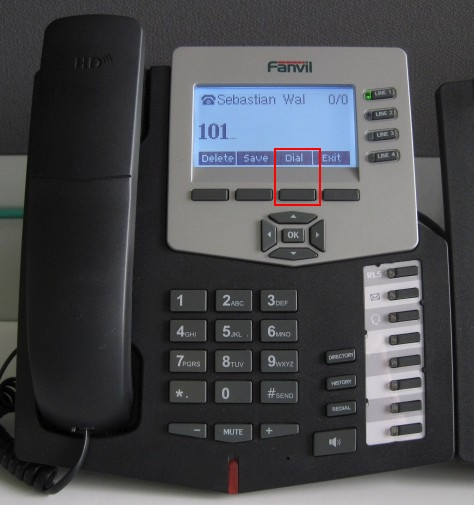 HD
Fanvil
Sebastian Wal 0/0
101
Delete Save Dial Exit
LINE 1
LINE 2
LINE 3
LINE 4
OK
1 2ABC 3DEF
4GHI 5JKL 6MNO
7PQRS 8TUV 9WXYZ
*. 0 #SEND
− MUTE +
RLS
DIRECTORY
HISTORY
REDIAL